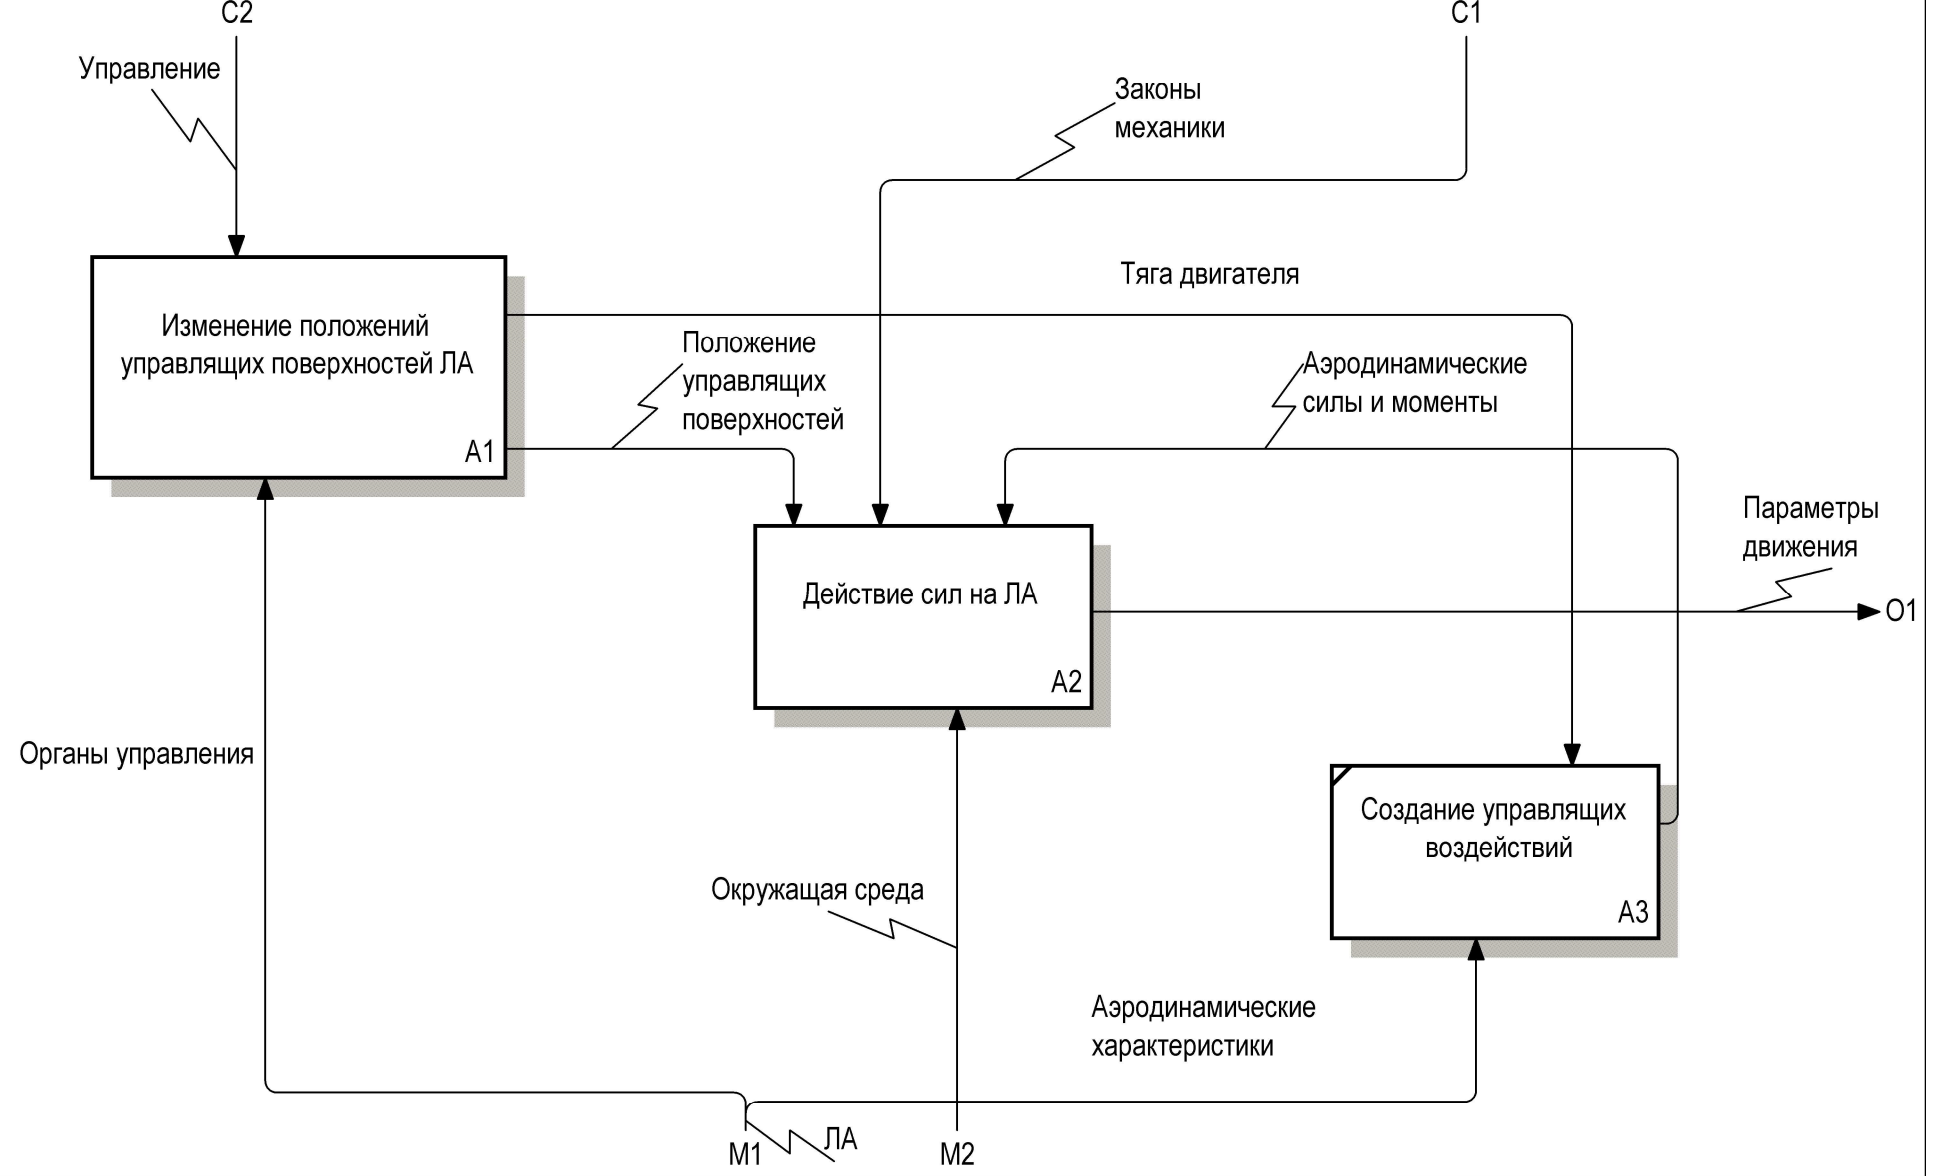 C2
C1
Управление
Законы
механики
Тяга двигателя
Изменение положений
управлящих поверхностей ЛА
A1
Положение
управлящих
поверхностей
Аэродинамические
силы и моменты
Параметры
движения
Действие сил на ЛА
A2
O1
Органы управления
Создание управлящих
воздействий
A3
Окружащая среда
Аэродинамические
характеристики
ЛА
M1
M2